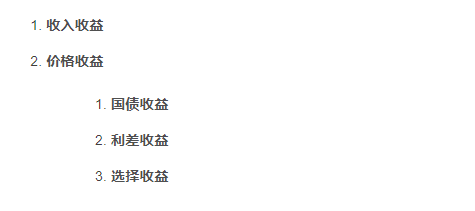 1. 收入收益
2. 价格收益
1. 国债收益
2. 利差收益
3. 选择收益